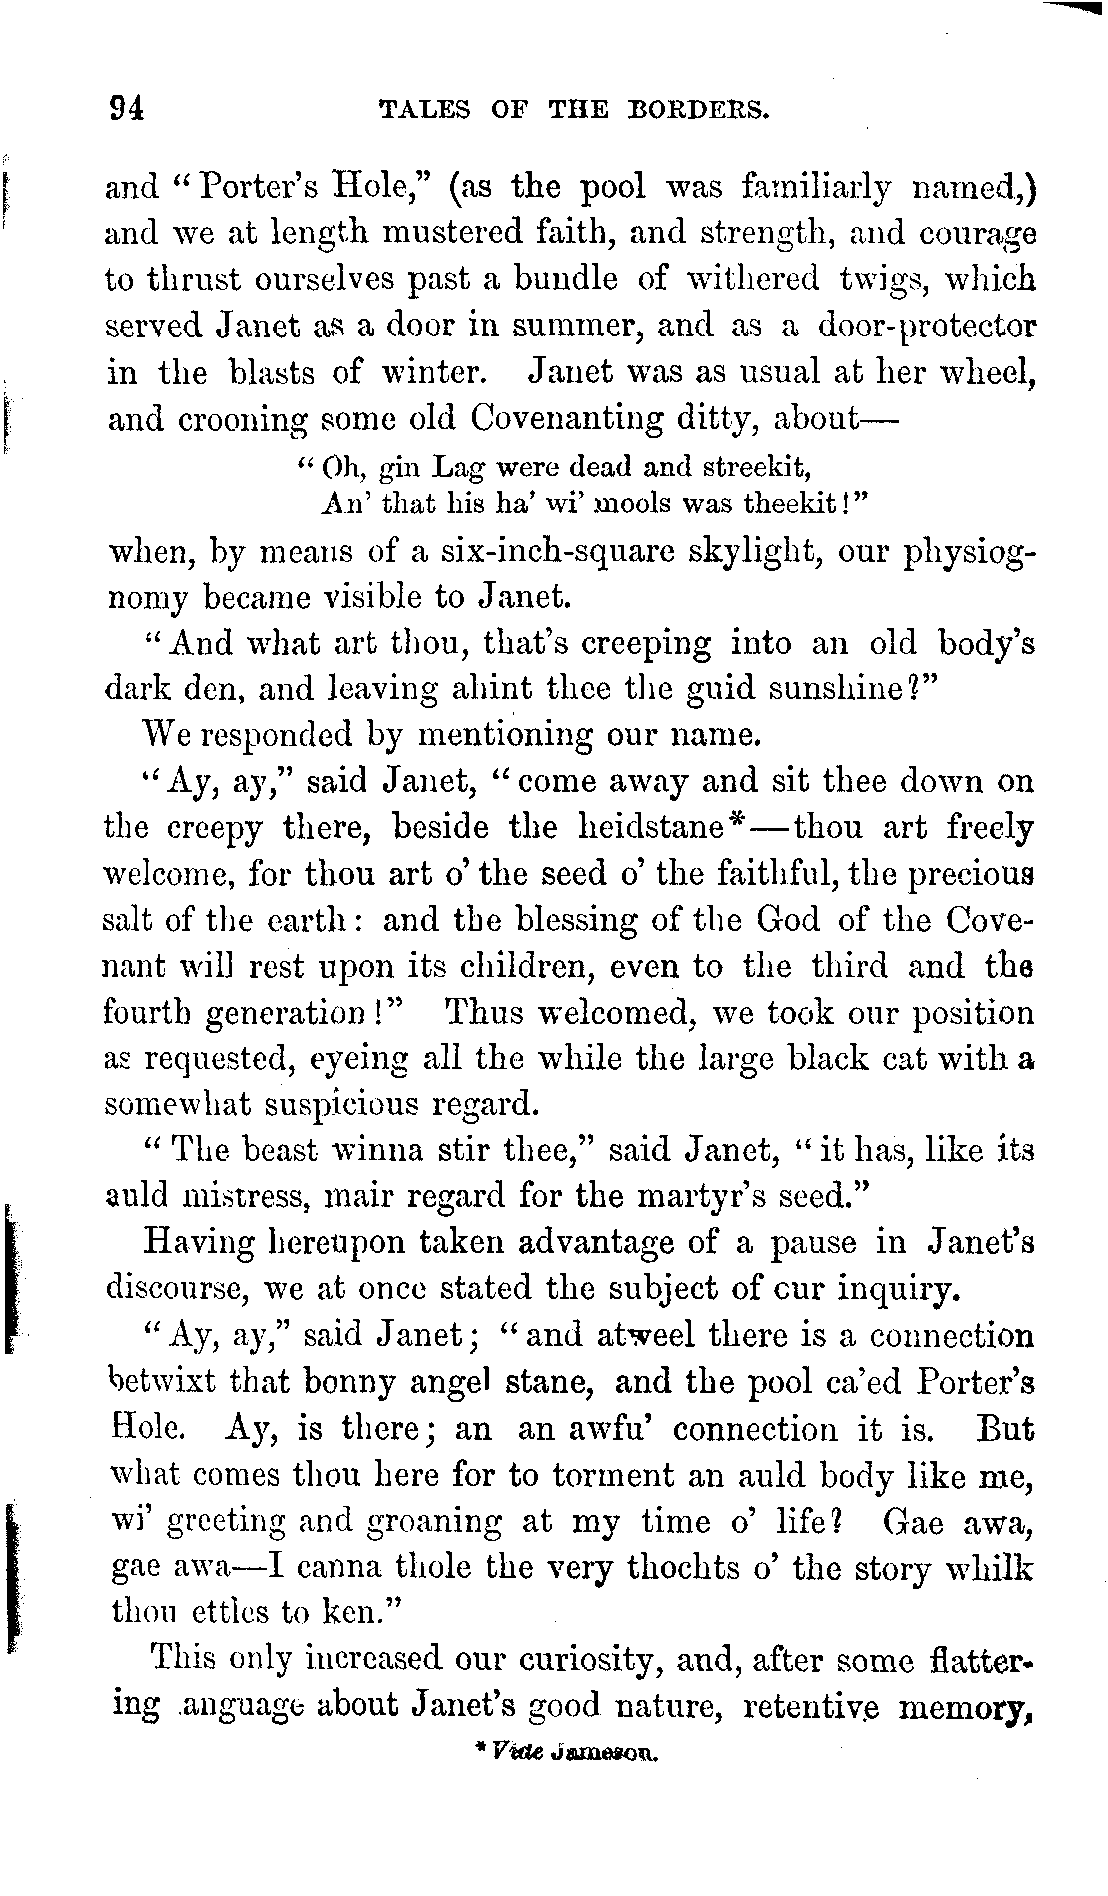 94 TALES OF THE BORDERS.
and "Porter's Hole," (as the pool was familiarly named,)
and we at length mustered faith, and strength, and courage
to thrust ourselves past a bundle of withered twigs, which
served Janet as a door in summer, and as a door-protector
in the blasts of winter. Janet was as usual at her wheel,
and crooning some old Covenanting ditty, about—
"Oh, gin Lag were dead and streekit,
An' that his ha' wi' mools was theekit!"
when, by means of a six-inch-square skylight, our physiog-
nomy became visible to Janet.
"And what art thou, that's creeping into an old body's
dark den, and leaving ahint thee the guid sunshine?"
We responded by mentioning our name.
"Ay, ay," said Janet, "come away and sit thee down on
the creepy there, beside the heidstane*—thou art freely
welcome, for thou art o' the seed o' the faithful, the precious
salt of the earth: and the blessing of the God of the Cove-
nant will rest upon its children, even to the third and the
fourth generation!" Thus welcomed, we took our position
as requested, eyeing all the while the large black cat with a
somewhat suspicious regard.
"The beast winna stir thee," said Janet, "it has, like its
auld mistress, mair regard for the martyr's seed."
Having hereupon taken advantage of a pause in Janet's
discourse, we at once stated the subject of our inquiry.
"Ay, ay," said Janet; "and atweel there is a connection
betwixt that bonny angel stane, and the pool ca'ed Porter's
Hole. Ay, is there; an an awfu' connection it is. But
what comes thou here for to torment an auld body like me,
wi' greeting and groaning at my time o' life? Gae awa,
gae awa—I canna thole the very thochts o' the story whilk
thou ettles to ken."
This only increased our curiosity, and, after some flatter-
ing anguage about Janet's good nature, retentive memory,
* Vide Jameson.